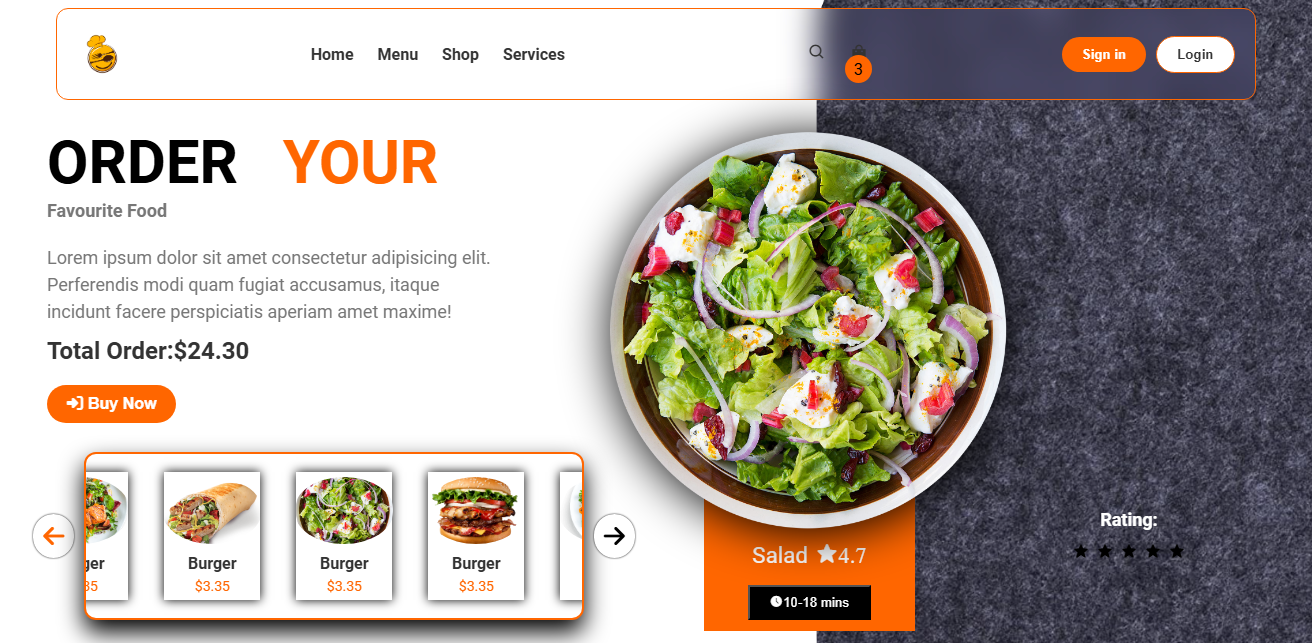 Home Menu Shop Services
3
Sign in Login
ORDER YOUR
Favourite Food
Lorem ipsum dolor sit amet consectetur adipisicing elit.
Perferendis modi quam fugiat accusamus, itaque
incidunt facere perspiciatis aperiam amet maxime!
Total Order:$24.30
Buy Now
ger Burger Burger Burger
35 $3.35 $3.35 $3.35
Salad 4.7
10-18 mins
Rating: